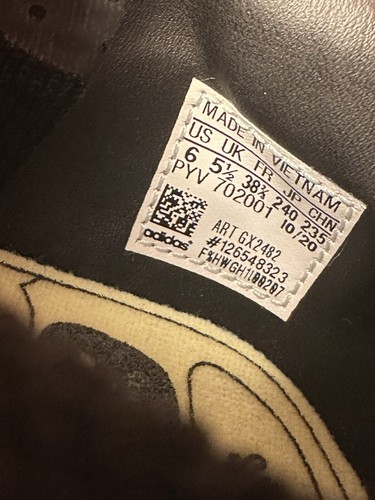 MADE IN VIETNAM
US UK FR JP CHN
6 5½ 38⅔ 240 235
PYV 702001 10/20
ART GX2482
#126548323
adidas